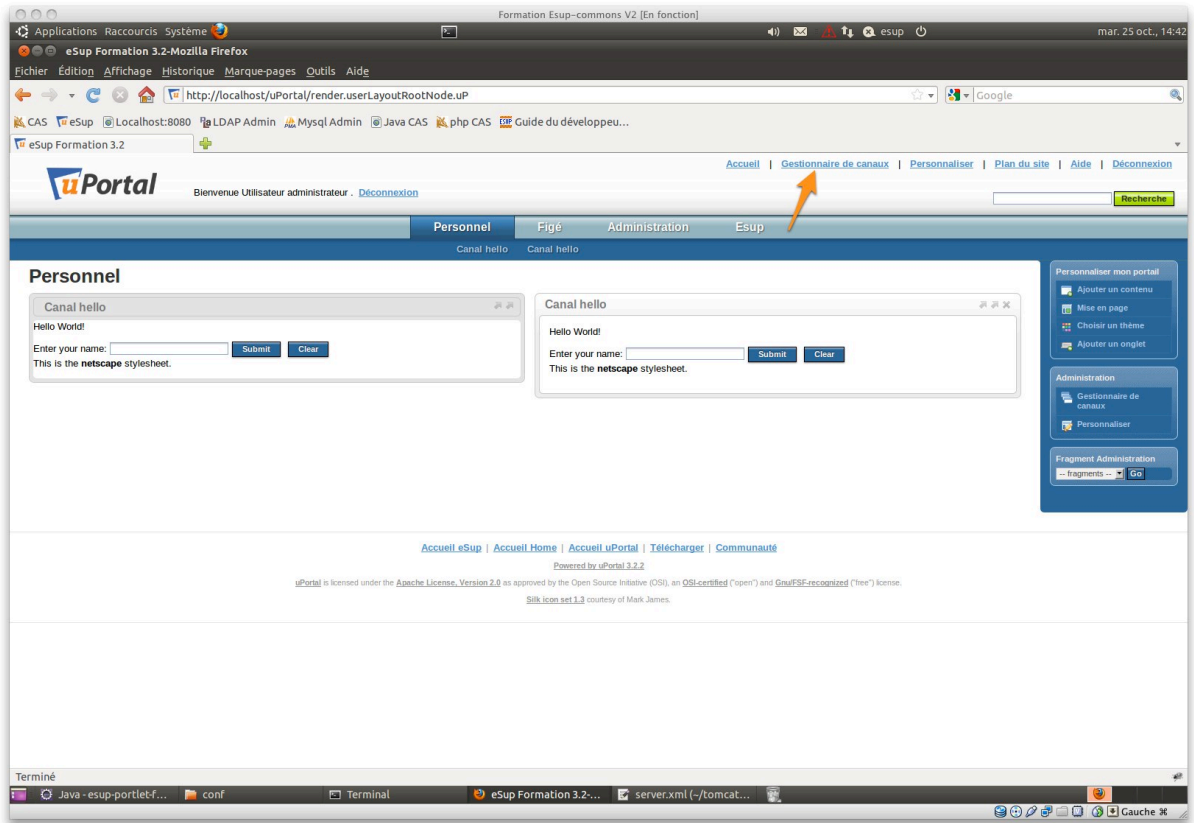 Formation Esup-commons V2 [En fonction]
Applications Raccourcis Système esup mar. 25 oct., 14:42
eSup Formation 3.2-Mozilla Firefox
Fichier Édition Affichage Historique Marque-pages Outils Aide
http://localhost/uPortal/render.userLayoutRootNode.uP Google
CAS eSup Localhost:8080 LDAP Admin Mysql Admin Java CAS php CAS Guide du développeu...
eSup Formation 3.2
Accueil | Gestionnaire de canaux | Personnaliser | Plan du site | Aide | Déconnexion
uPortal
Bienvenue Utilisateur administrateur . Déconnexion
Recherche
Personnel Figé Administration Esup
Canal hello Canal hello
Personnel
Canal hello
Hello World!
Enter your name: Submit Clear
This is the netscape stylesheet.
Canal hello
Hello World!
Enter your name: Submit Clear
This is the netscape stylesheet.
Personnaliser mon portail
Ajouter un contenu
Mise en page
Choisir un thème
Ajouter un onglet
Administration
Gestionnaire de
canaux
Personnaliser
Fragment Administration
-- fragments -- Go
Accueil eSup | Accueil Home | Accueil uPortal | Télécharger | Communauté
Powered by uPortal 3.2.2
uPortal is licensed under the Apache License, Version 2.0 as approved by the Open Source Initiative (OSI), an OSI-certified ("open") and Gnu/FSF-recognized ("free") license.
Silk icon set 1.3 courtesy of Mark James.
Terminé
Java - esup-portlet-f... conf Terminal eSup Formation 3.2-... server.xml (~/tomcat...
Gauche ⌘